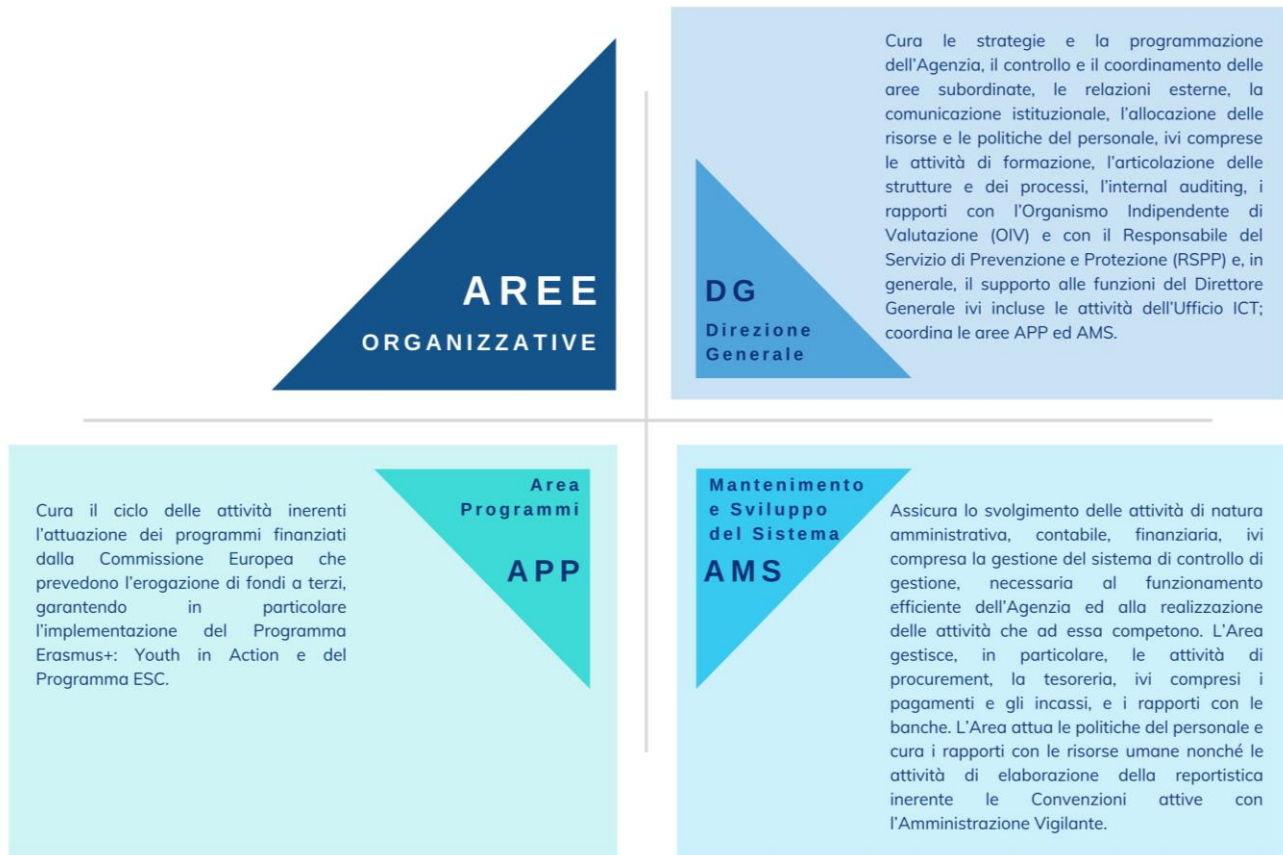 AREE
ORGANIZZATIVE
DG
Direzione
Generale
Cura le strategie e la programmazione
dell'Agenzia, il controllo e il coordinamento delle
aree subordinate, le relazioni esterne, la
comunicazione istituzionale, l'allocazione delle
risorse e le politiche del personale, ivi comprese
le attività di formazione, l'articolazione delle
strutture e dei processi, l'internal auditing, i
rapporti con l'Organismo Indipendente di
Valutazione (OIV) e con il Responsabile del
Servizio di Prevenzione e Protezione (RSPP) e, in
generale, il supporto alle funzioni del Direttore
Generale ivi incluse le attività dell'Ufficio ICT;
coordina le aree APP ed AMS.
Area
Programmi
APP
Cura il ciclo delle attività inerenti
l'attuazione dei programmi finanziati
dalla Commissione Europea che
prevedono l'erogazione di fondi a terzi,
garantendo in particolare
l'implementazione del Programma
Erasmus+: Youth in Action e del
Programma ESC.
Mantenimento
e Sviluppo
del Sistema
AMS
Assicura lo svolgimento delle attività di natura
amministrativa, contabile, finanziaria, ivi
compresa la gestione del sistema di controllo di
gestione, necessaria al funzionamento
efficiente dell'Agenzia ed alla realizzazione
delle attività che ad essa competono. L'Area
gestisce, in particolare, le attività di
procurement, la tesoreria, ivi compresi i
pagamenti e gli incassi, e i rapporti con le
banche. L'Area attua le politiche del personale e
cura i rapporti con le risorse umane nonché le
attività di elaborazione della reportistica
inerente le Convenzioni attive con
l'Amministrazione Vigilante.